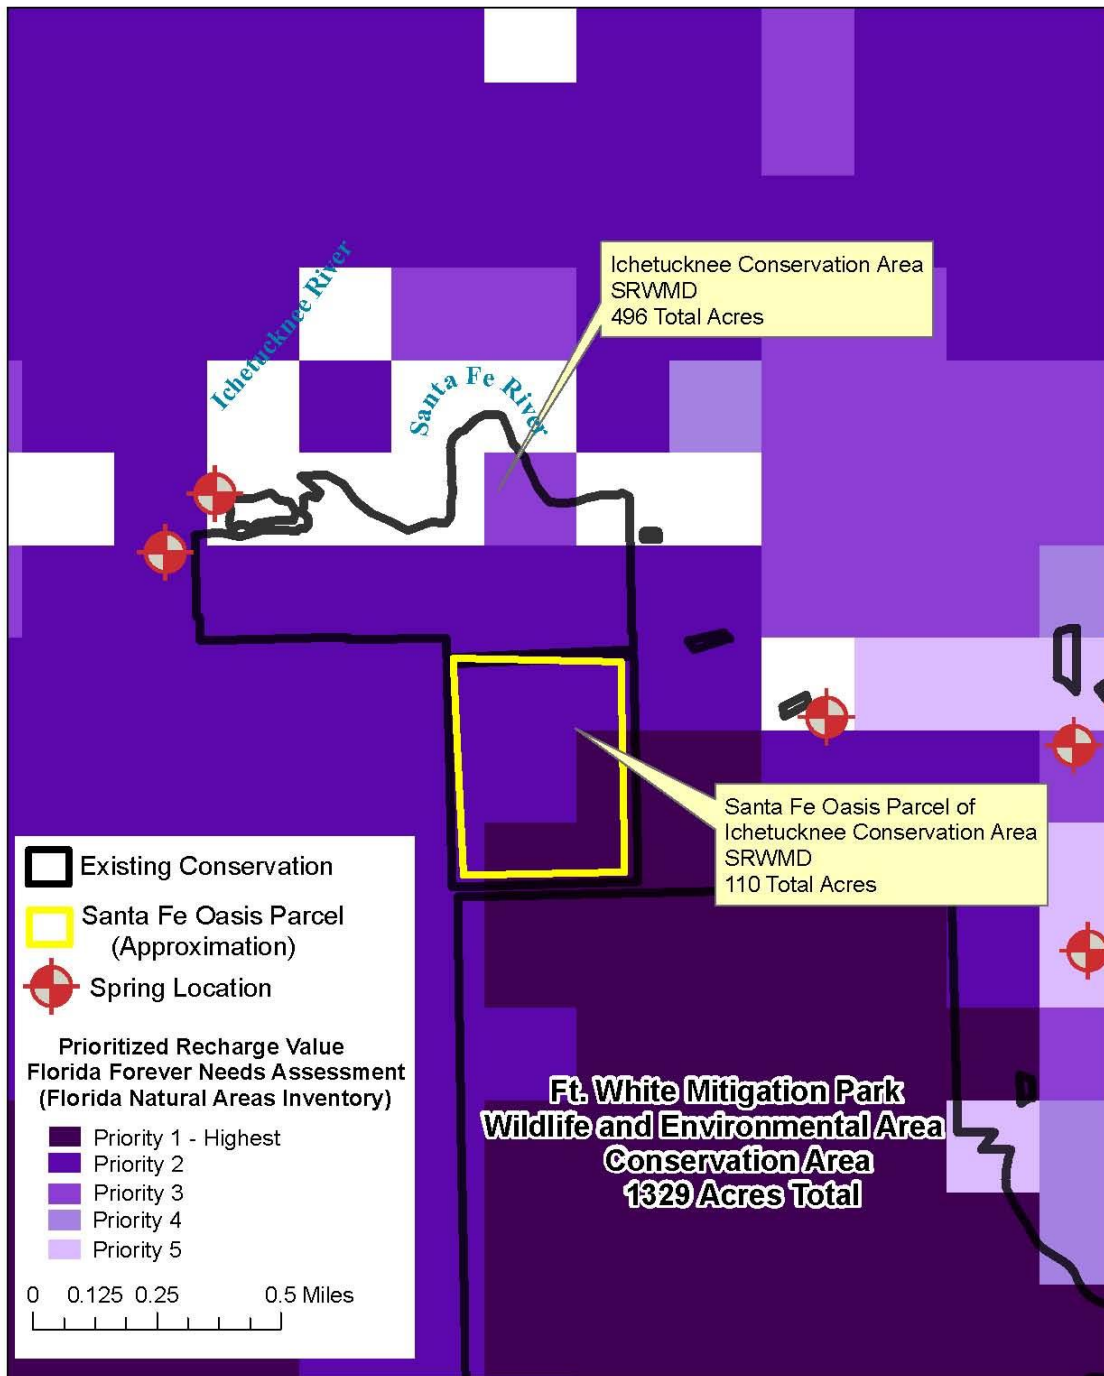 Ichetucknee Conservation Area
SRWMD
496 Total Acres
Ichetucknee River
Santa Fe River
Santa Fe Oasis Parcel of
Ichetucknee Conservation Area
SRWMD
110 Total Acres
Existing Conservation
Santa Fe Oasis Parcel
(Approximation)
Spring Location
Prioritized Recharge Value
Florida Forever Needs Assessment
(Florida Natural Areas Inventory)
Priority 1 - Highest
Priority 2
Priority 3
Priority 4
Priority 5
0 0.125 0.25 0.5 Miles
Ft. White Mitigation Park
Wildlife and Environmental Area
Conservation Area
1329 Acres Total